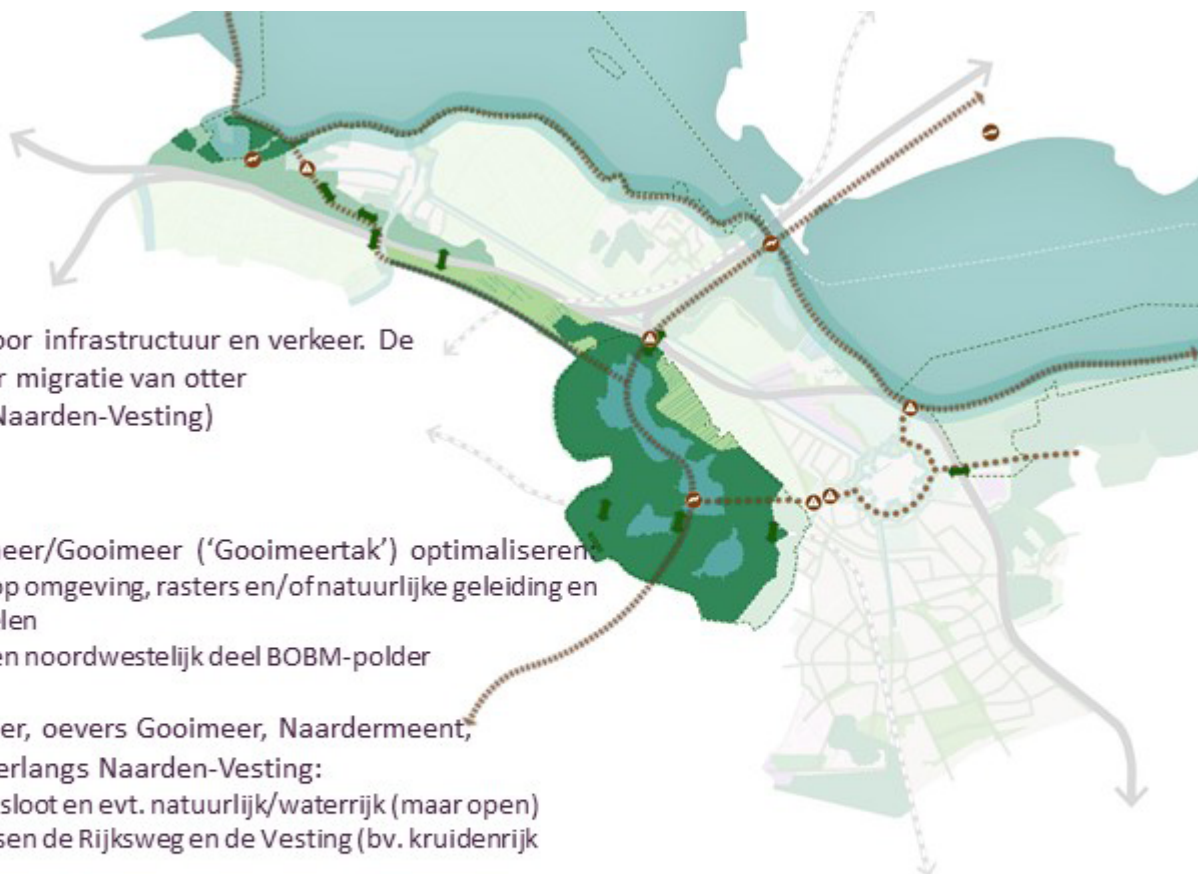 oor infrastructuur en verkeer. De
r migratie van otter
Naarden-Vesting)
neer/Gooimeer (‘Gooimeertak’) optimaliseren:
op omgeving, rasters en/of natuurlijke geleiding en
elen
en noordwestelijk deel BOBM-polder
er, oevers Gooimeer, Naardermeent,
erlangs Naarden-Vesting:
sloot en evt. natuurlijk/waterrijk (maar open)
sen de Rijksweg en de Vesting (bv. kruidenrijk